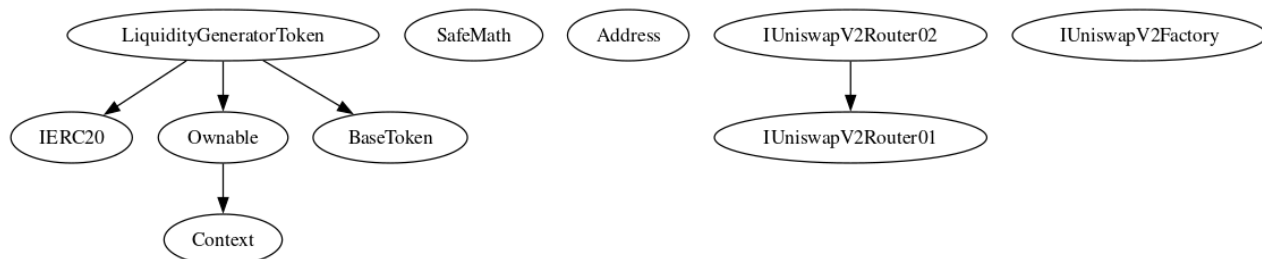 LiquidityGeneratorToken SafeMath Address IUniswapV2Router02 IUniswapV2Factory
IERC20 Ownable BaseToken IUniswapV2Router01
Context